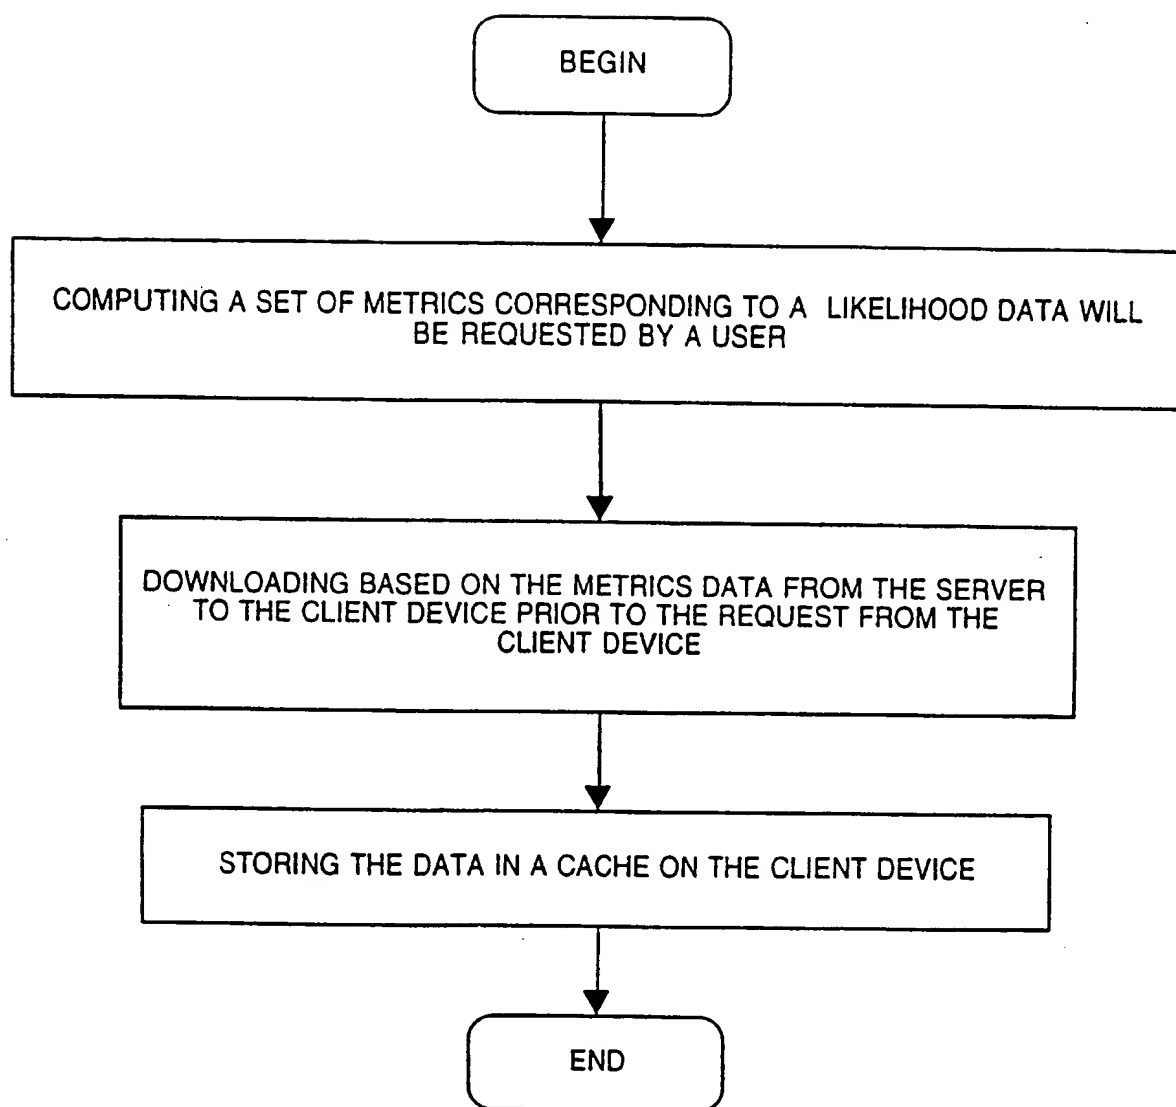 BEGIN
COMPUTING A SET OF METRICS CORRESPONDING TO A LIKELIHOOD DATA WILL
BE REQUESTED BY A USER
DOWNLOADING BASED ON THE METRICS DATA FROM THE SERVER
TO THE CLIENT DEVICE PRIOR TO THE REQUEST FROM THE
CLIENT DEVICE
STORING THE DATA IN A CACHE ON THE CLIENT DEVICE
END